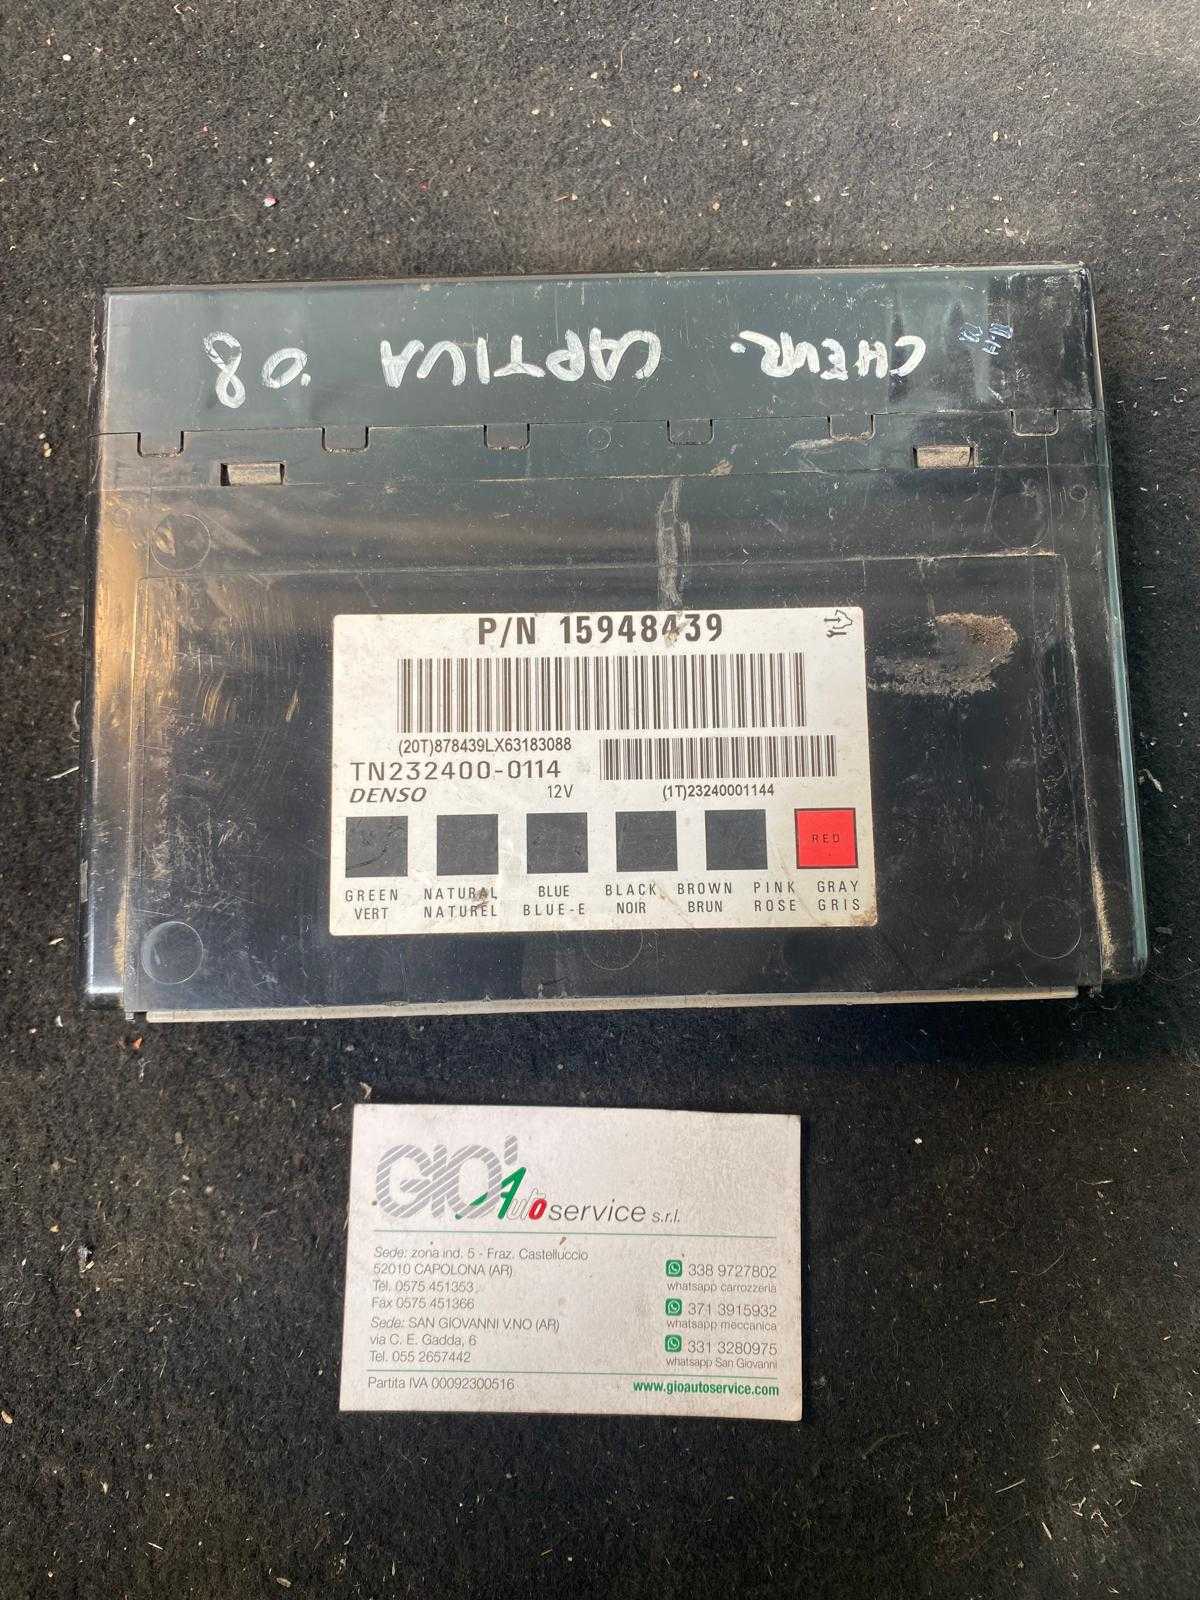 CHEVR. CAPTIVA '08
P/N 15948439
(20T)878439LX63183088
TN232400-0114
DENSO 12V
(1T)23240001144
RED
GREEN NATURAL BLUE BLACK BROWN PINK GRAY
VERT NATUREL BLUE-E NOIR BRUN ROSE GRIS
GIO' Autoservice s.r.l.
Sede: zona ind. 5 - Fraz. Castelluccio
52010 CAPOLONA (AR)
Tel. 0575 451353
Fax 0575 451366
Sede: SAN GIOVANNI V.NO (AR)
via C. E. Gadda, 6
Tel. 055 2657442
338 9727802
whatsapp carrozzeria
371 3915932
whatsapp meccanica
331 3280975
whatsapp San Giovanni
Partita IVA 00092300516
www.gioautoservice.com